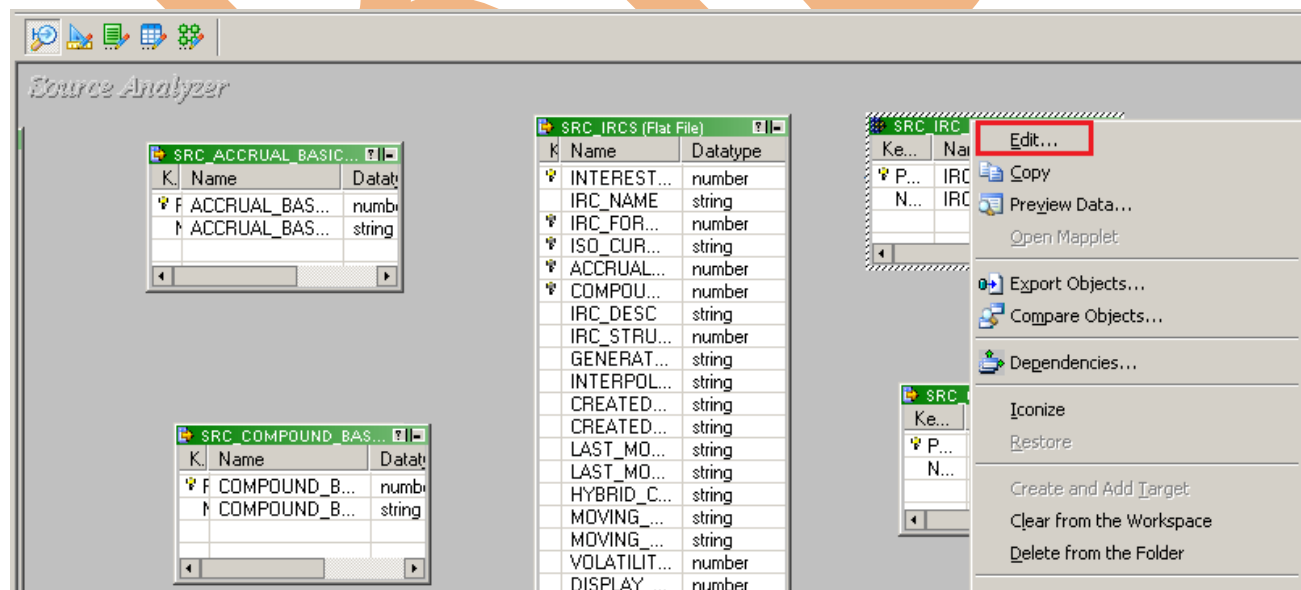 Source Analyzer
SRC_ACCRUAL_BASIC...
K. Name Datat
F ACCRUAL_BAS... numb
N ACCRUAL_BAS... string
SRC_COMPOUND_BAS...
K. Name Datat
F COMPOUND_B... numb
N COMPOUND_B... string
SRC_IRCS (Flat File)
K Name Datatype
INTEREST... number
IRC_NAME string
IRC_FOR... number
ISO_CUR... string
ACCRUAL... number
COMPOU... number
IRC_DESC string
IRC_STRU... number
GENERAT... string
INTERPOL... string
CREATED... string
CREATED... string
LAST_MO... string
LAST_MO... string
HYBRID_C... string
MOVING_... string
MOVING_... string
VOLATILIT... number
DISPLAY_... number
SRC_IRC_
Ke... Na
P... IRC
N... IRC
SRC_
Ke...
P...
N...
Edit...
Copy
Preview Data...
Open Mapplet
Export Objects...
Compare Objects...
Dependencies...
Iconize
Restore
Create and Add Target
Clear from the Workspace
Delete from the Folder